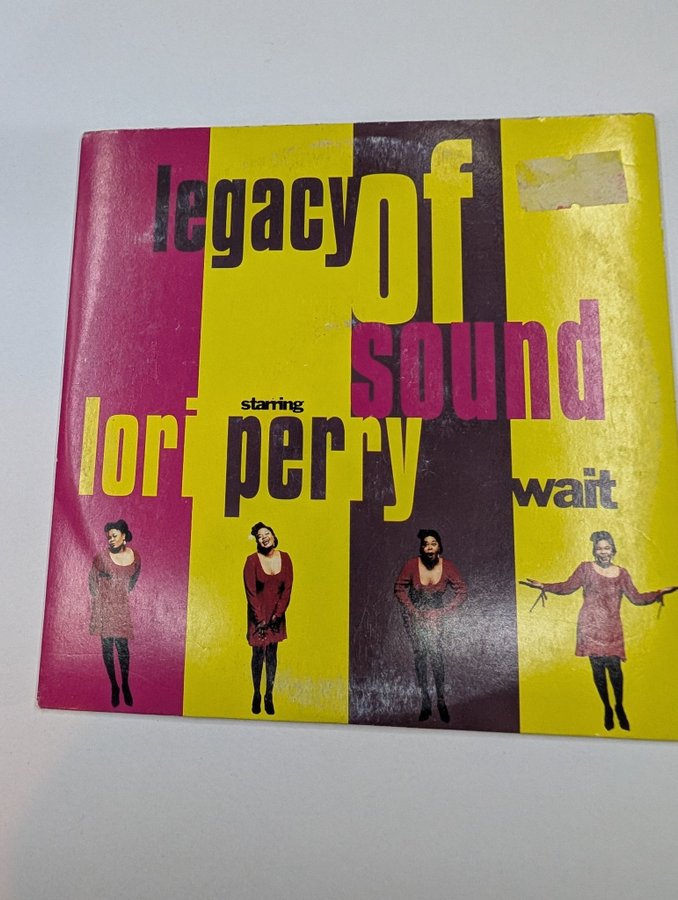 legacy of
sound
starring
lori perry
wait